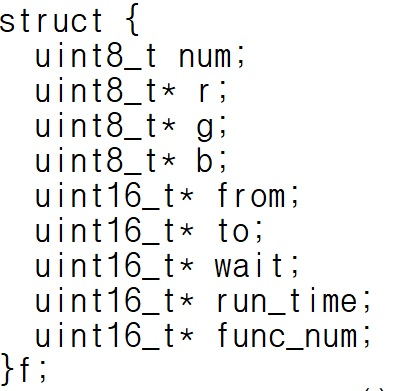 struct {
  uint8_t num;
  uint8_t* r;
  uint8_t* g;
  uint8_t* b;
  uint16_t* from;
  uint16_t* to;
  uint16_t* wait;
  uint16_t* run_time;
  uint16_t* func_num;
}f;